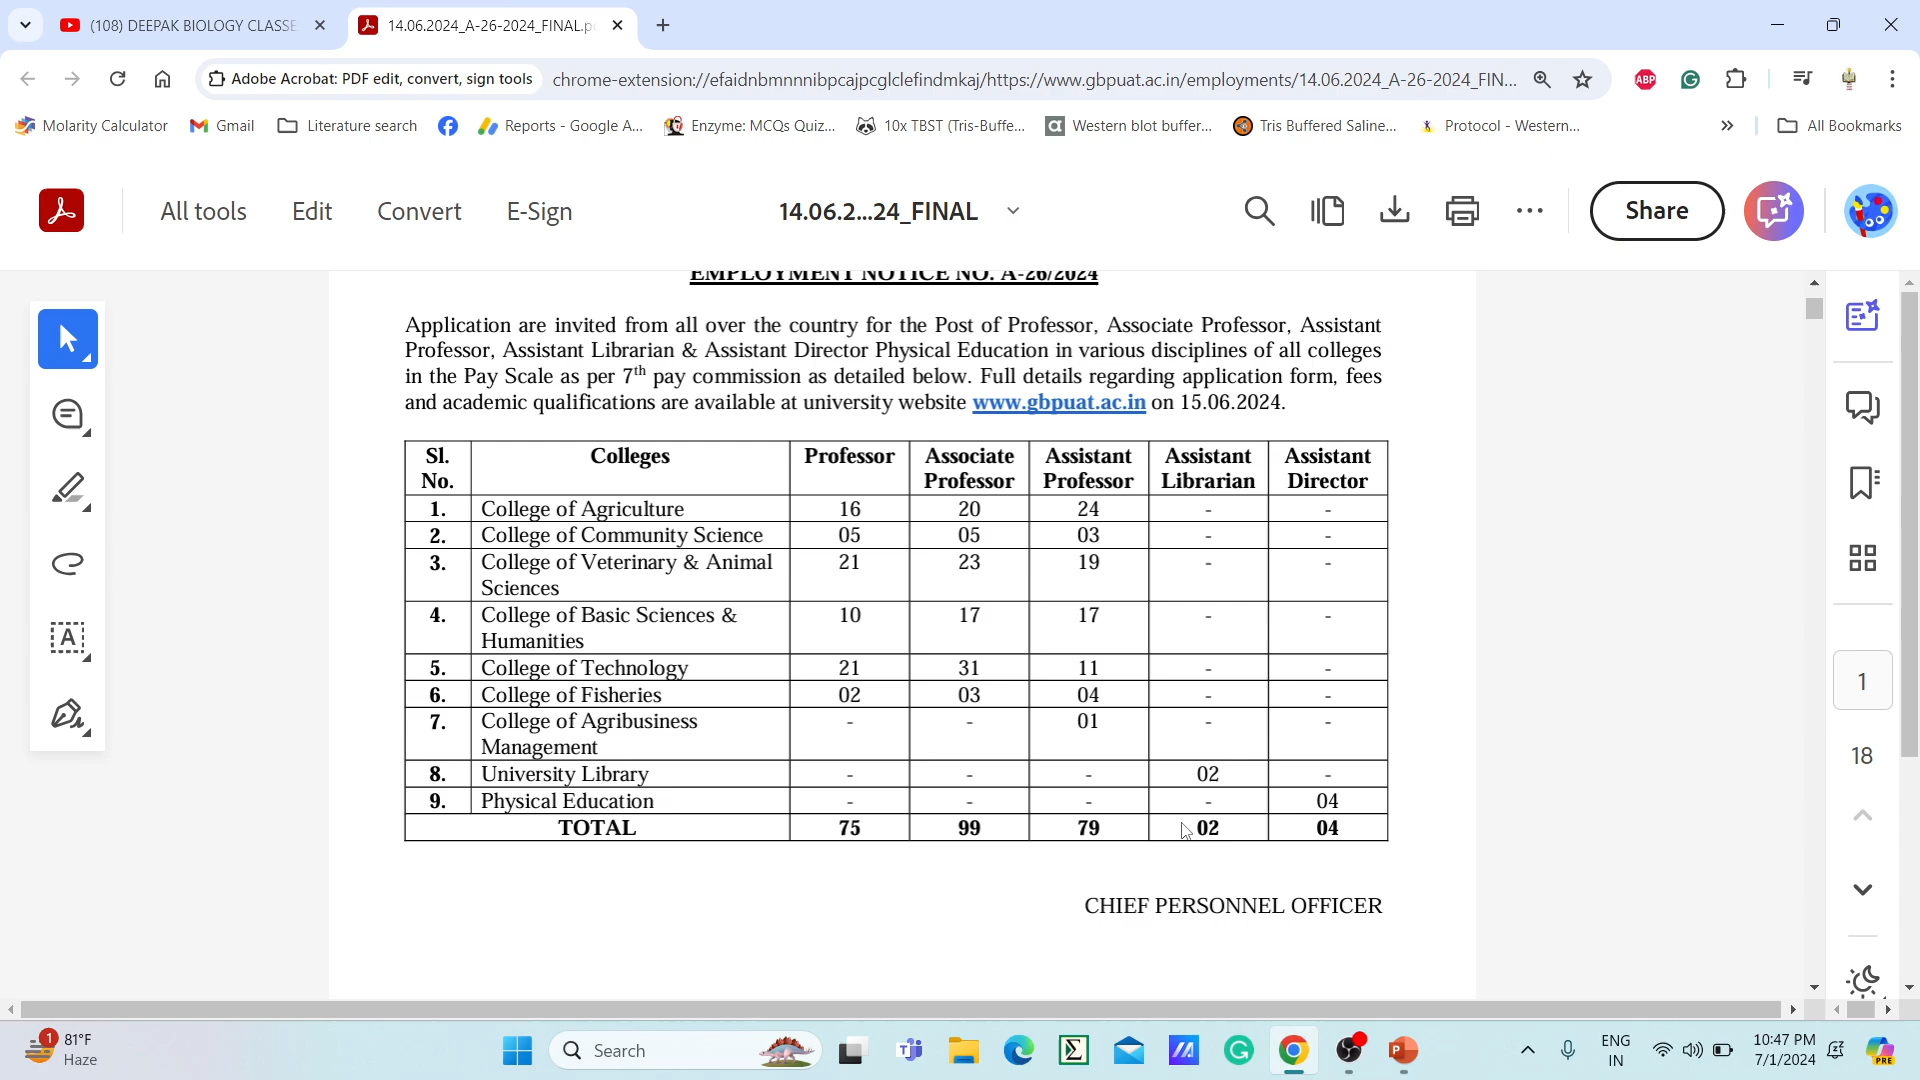 (108) DEEPAK BIOLOGY CLASSE
14.06.2024_A-26-2024_FINAL.p
Adobe Acrobat: PDF edit, convert, sign tools
chrome-extension://efaidnbmnnnibpcajpcglclefindmkaj/https://www.gbpuat.ac.in/employments/14.06.2024_A-26-2024_FIN...
ABP
Molarity Calculator
Gmail
Literature search
Reports - Google A...
Enzyme: MCQs Quiz...
10x TBST (Tris-Buffe...
Western blot buffer...
Tris Buffered Saline...
Protocol - Western...
All Bookmarks
All tools
Edit
Convert
E-Sign
14.06.2...24_FINAL
Share
EMPLOYMENT NOTICE NO. A-26/2024
Application are invited from all over the country for the Post of Professor, Associate Professor, Assistant
Professor, Assistant Librarian & Assistant Director Physical Education in various disciplines of all colleges
in the Pay Scale as per 7th pay commission as detailed below. Full details regarding application form, fees
and academic qualifications are available at university website www.gbpuat.ac.in on 15.06.2024.
Sl. No. Colleges Professor Associate Professor Assistant Professor Assistant Librarian Assistant Director
1. College of Agriculture 16 20 24 - -
2. College of Community Science 05 05 03 - -
3. College of Veterinary & Animal Sciences 21 23 19 - -
4. College of Basic Sciences & Humanities 10 17 17 - -
5. College of Technology 21 31 11 - -
6. College of Fisheries 02 03 04 - -
7. College of Agribusiness Management - - 01 - -
8. University Library - - - 02 -
9. Physical Education - - - - 04
TOTAL 75 99 79 02 04
CHIEF PERSONNEL OFFICER
1
18
A
1
81°F
Haze
Search
ENG
IN
10:47 PM
7/1/2024
PRE